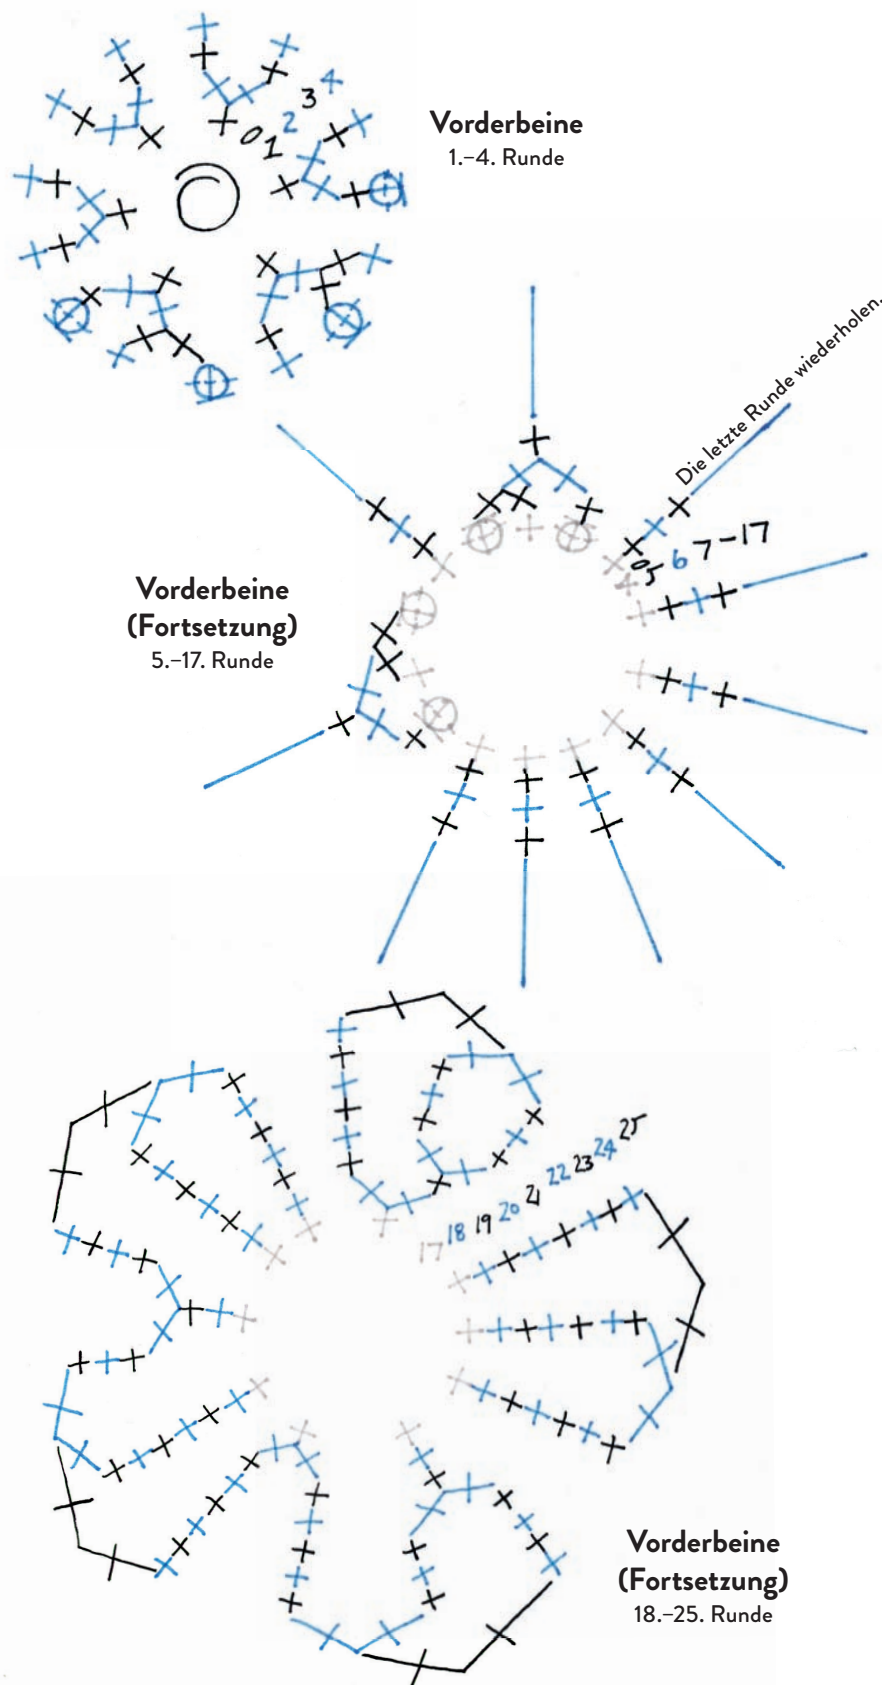 Vorderbeine
1.–4. Runde
0 1 2 3 4
Die letzte Runde wiederholen.
0 5 6 7-17
Vorderbeine
(Fortsetzung)
5.–17. Runde
17 18 19 20 21 22 23 24 25
Vorderbeine
(Fortsetzung)
18.–25. Runde